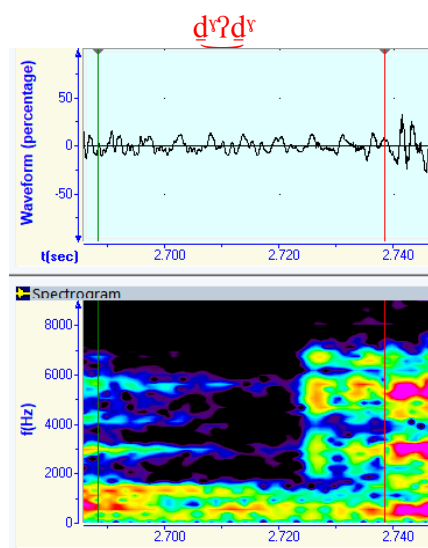 d̠ˠ͜ʔ͜d̠ˠ
Waveform (percentage)
50
0
-50
t(sec) 2.700 2.720 2.740
Spectrogram
f(Hz)
8000
6000
4000
2000
0
2.700 2.720 2.740